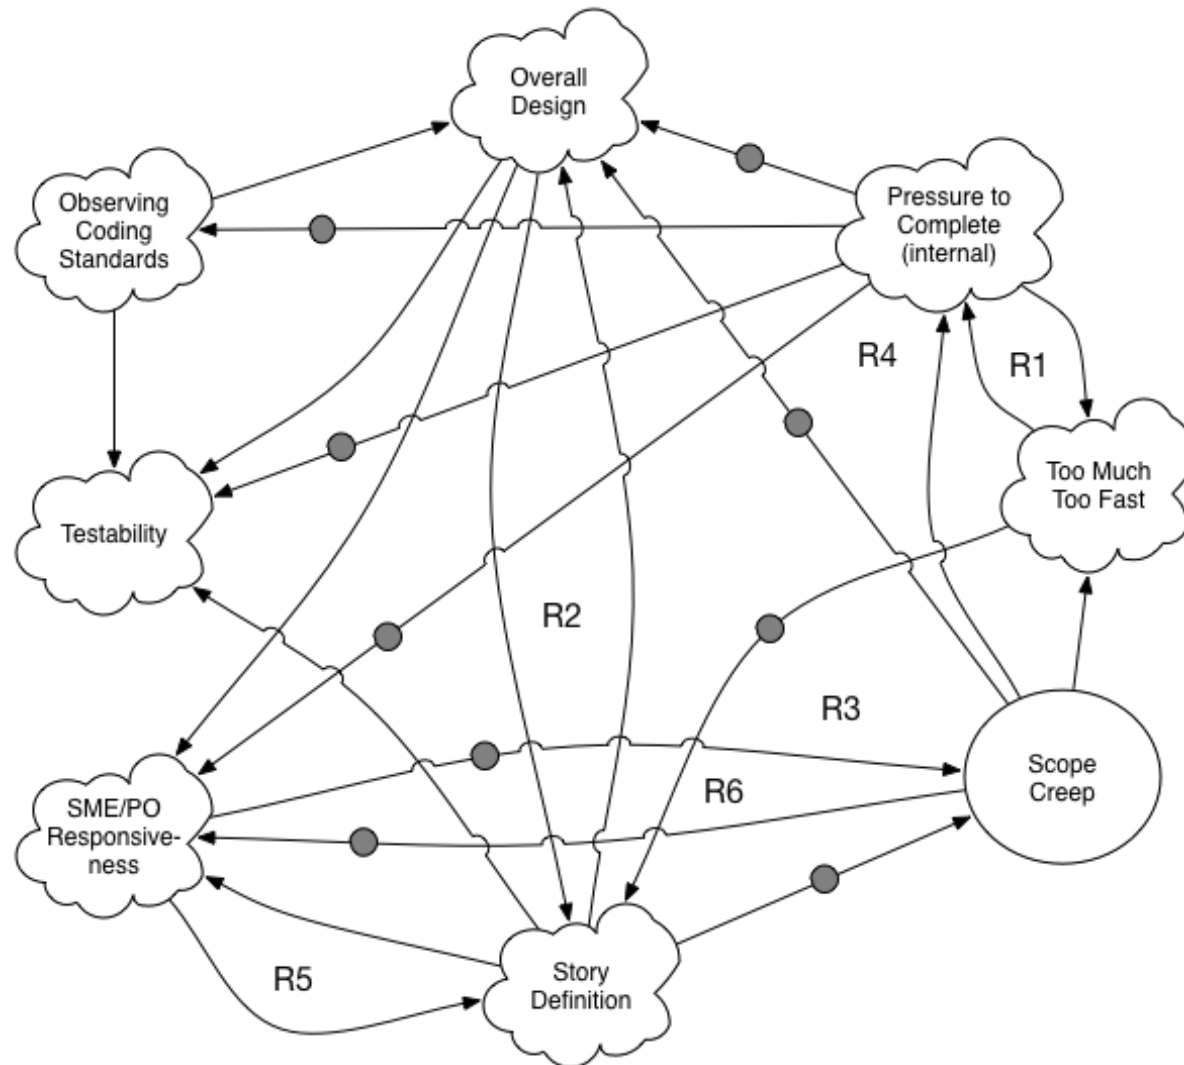 Overall
Design
Observing
Coding
Standards
Pressure to
Complete
(internal)
R4
R1
Too Much
Too Fast
Testability
R2
R3
Scope
Creep
R6
SME/PO
Responsive-
ness
R5
Story
Definition